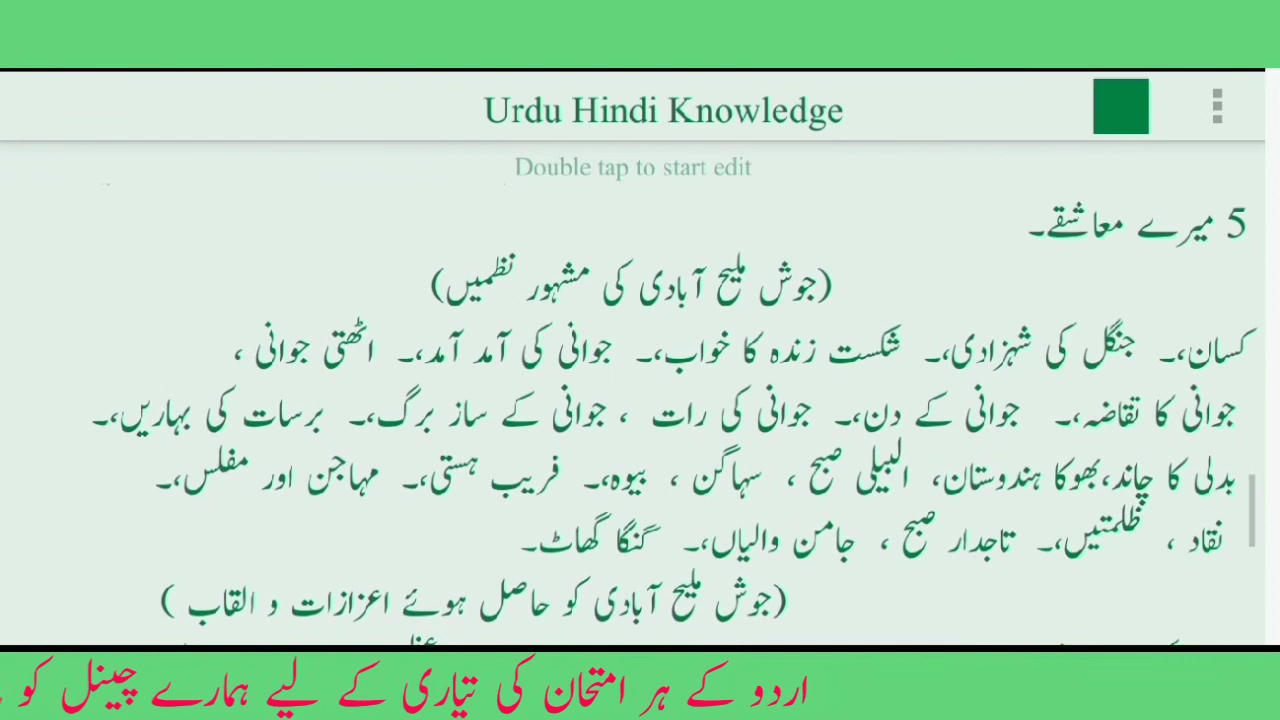 Urdu Hindi Knowledge
Double tap to start edit
5 میرے معاشقے۔
(جوش ملیح آبادی کی مشہور نظمیں)
کسان،۔ جنگل کی شہزادی،۔ شکست زندہ کا خواب،۔ جوانی کی آمد آمد،۔ اٹھتی جوانی ،
جوانی کا تقاضہ،۔ جوانی کے دن،۔ جوانی کی رات ، جوانی کے ساز برگ،۔ برسات کی بہاریں،۔
بدلی کا چاند،بھوکا ہندوستان، البیلی صبح ، سہاگن ، بیوہ،۔ فریب ہستی،۔ مہاجن اور مفلس،۔
نقاد ، ظلمتیں،۔ تاجدار صبح ، جامن والیاں،۔ گنگا گھاٹ۔
(جوش ملیح آبادی کو حاصل ہوئے اعزازات و القاب )
اردو کے ہر امتحان کی تیاری کے لیے ہمارے چینل کو